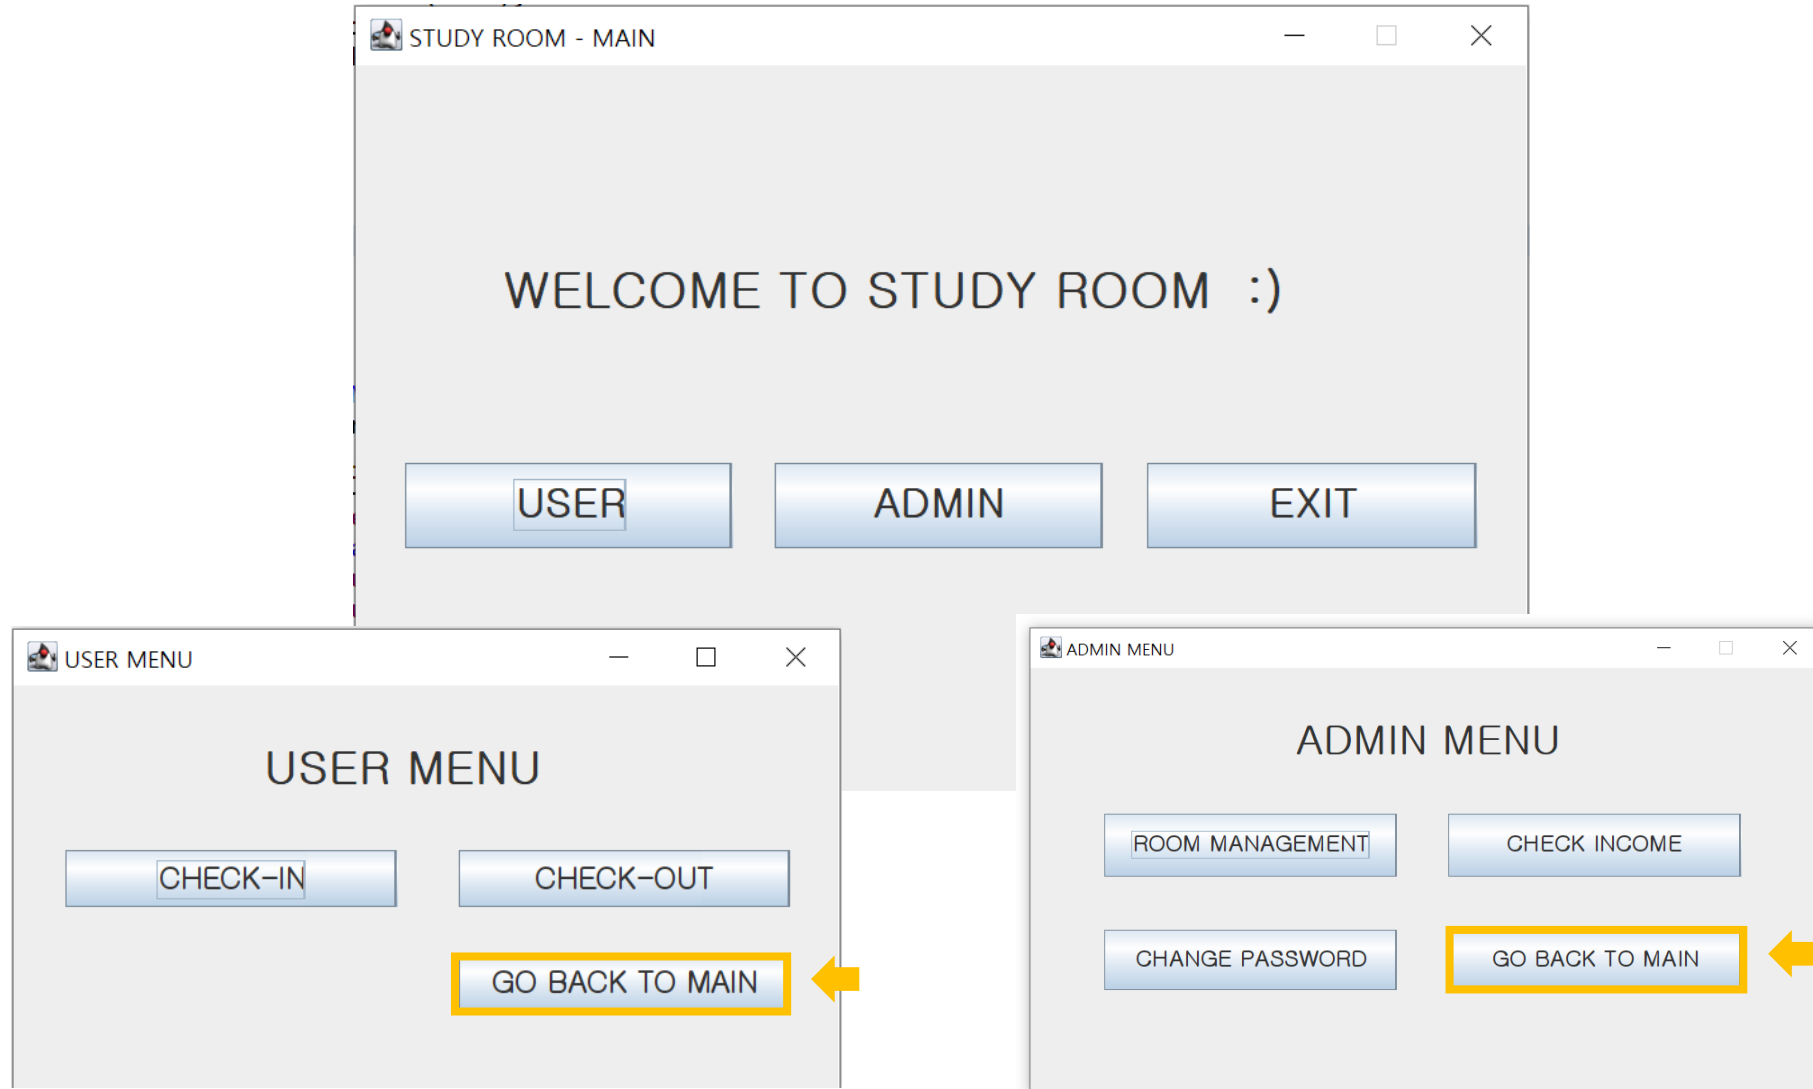 STUDY ROOM - MAIN
WELCOME TO STUDY ROOM :)
USER
ADMIN
EXIT
USER MENU
USER MENU
CHECK-IN
CHECK-OUT
GO BACK TO MAIN
ADMIN MENU
ADMIN MENU
ROOM MANAGEMENT
CHECK INCOME
CHANGE PASSWORD
GO BACK TO MAIN